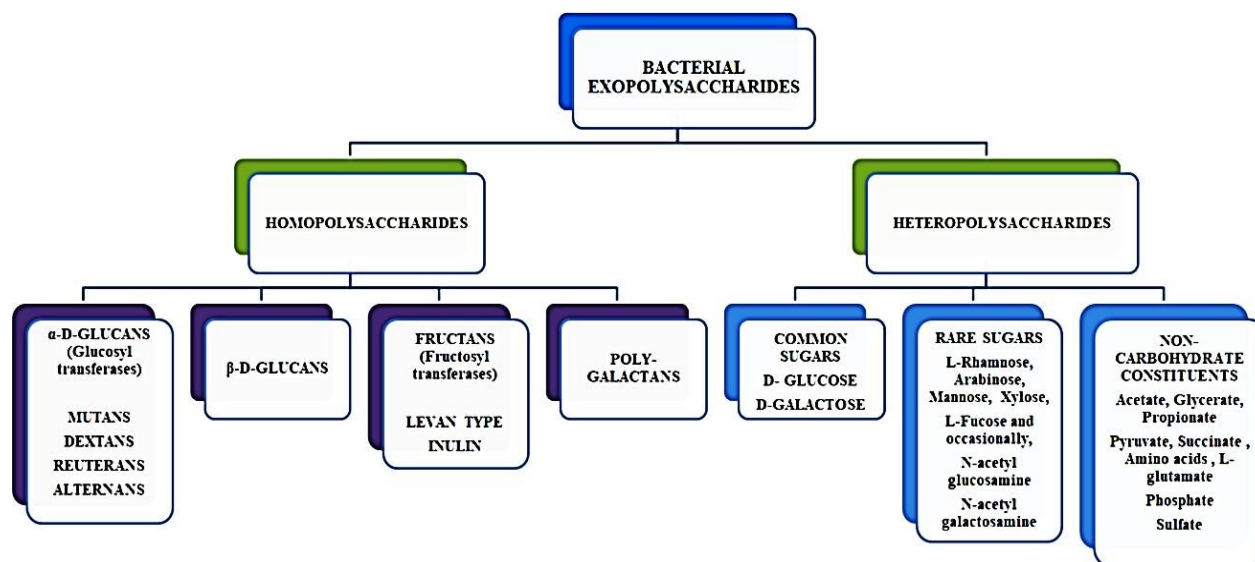 BACTERIAL
EXOPOLYSACCHARIDES
HOMOPOLYSACCHARIDES
HETEROPOLYSACCHARIDES
α-D-GLUCANS
(Glucosyl
transferases)
MUTANS
DEXTANS
REUTERANS
ALTERNANS
β-D-GLUCANS
FRUCTANS
(Fructosyl
transferases)
LEVAN TYPE
INULIN
POLY-
GALACTANS
COMMON
SUGARS
D- GLUCOSE
D-GALACTOSE
RARE SUGARS
L-Rhamnose,
Arabinose,
Mannose, Xylose,
L-Fucose and
occasionally,
N-acetyl
glucosamine
N-acetyl
galactosamine
NON-
CARBOHYDRATE
CONSTITUENTS
Acetate, Glycerate,
Propionate
Pyruvate, Succinate ,
Amino acids , L-
glutamate
Phosphate
Sulfate